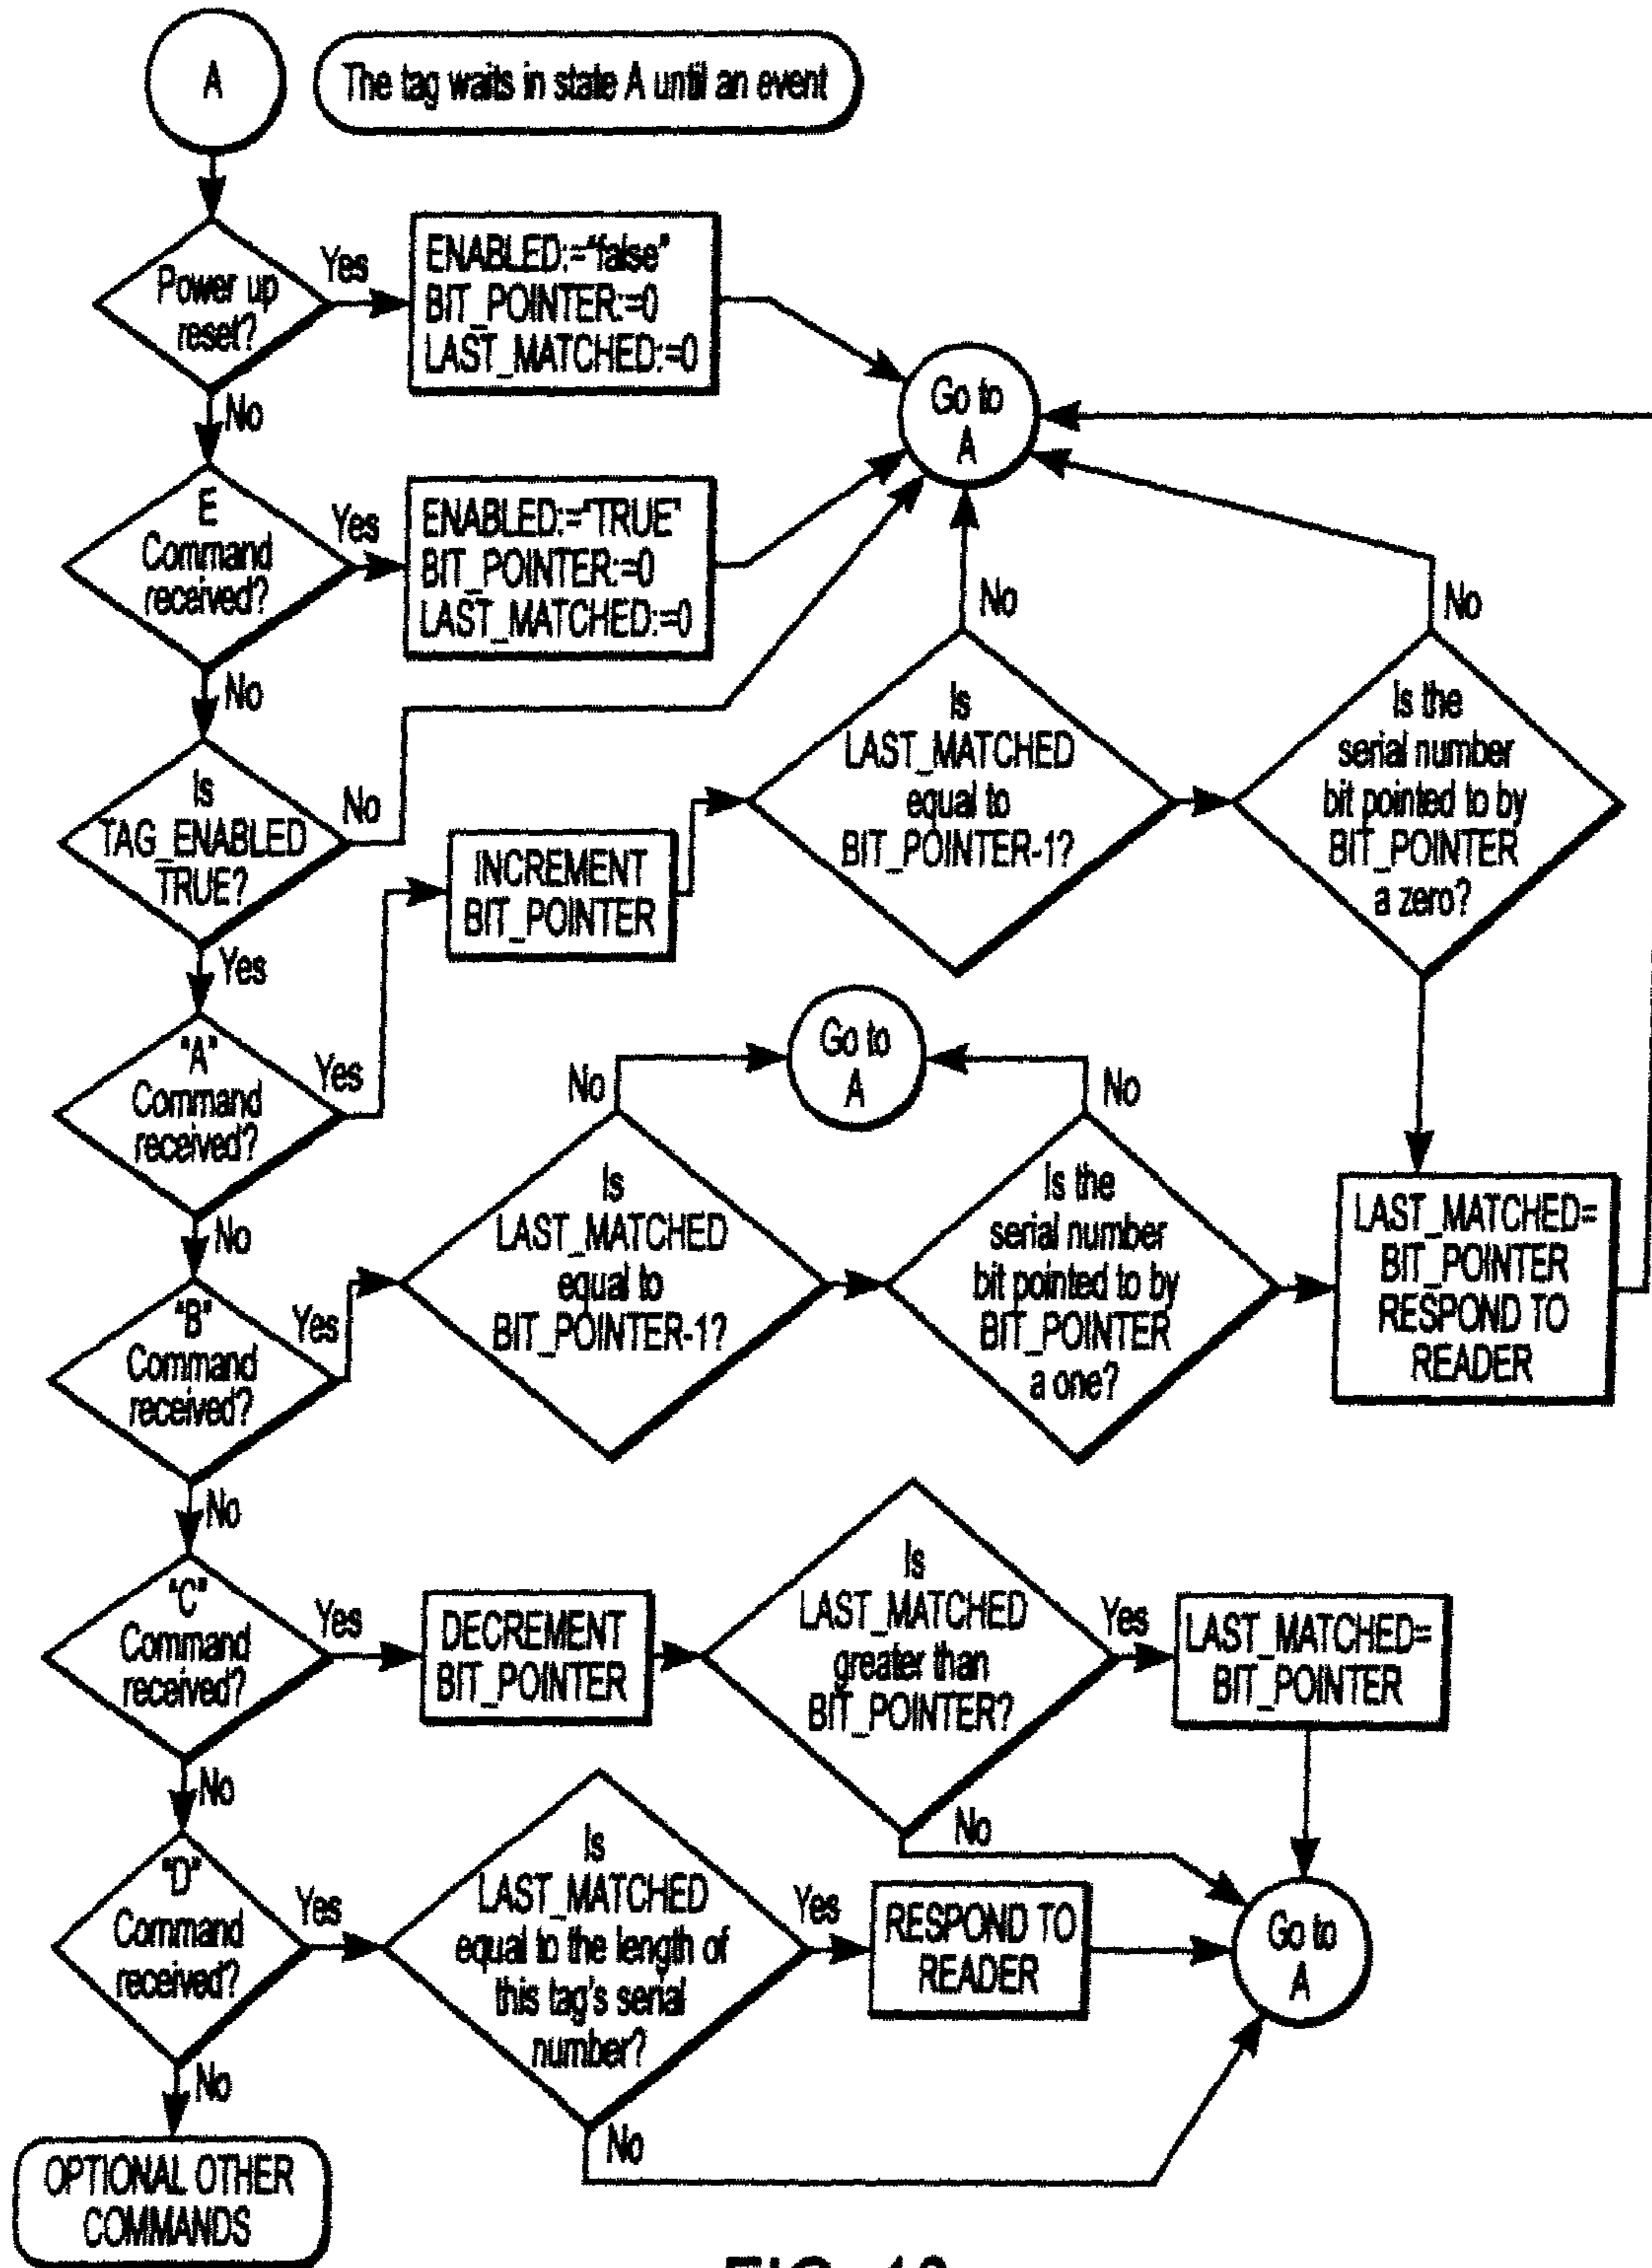 A
The tag waits in state A until an event
Power up
reset?
Yes
ENABLED:="false"
BIT_POINTER:=0
LAST_MATCHED:=0
No
Go to
A
E
Command
received?
Yes
ENABLED:="TRUE"
BIT_POINTER:=0
LAST_MATCHED:=0
No
Is
TAG_ENABLED
TRUE?
No
Yes
"A"
Command
received?
Yes
INCREMENT
BIT_POINTER
Is
LAST_MATCHED
equal to
BIT_POINTER-1?
No
Is the
serial number
bit pointed to by
BIT_POINTER
a zero?
No
No
"B"
Command
received?
Yes
Is
LAST_MATCHED
equal to
BIT_POINTER-1?
No
Go to
A
Is the
serial number
bit pointed to by
BIT_POINTER
a one?
No
LAST_MATCHED=
BIT_POINTER
RESPOND TO
READER
No
"C"
Command
received?
Yes
DECREMENT
BIT_POINTER
Is
LAST_MATCHED
greater than
BIT_POINTER?
Yes
LAST_MATCHED=
BIT_POINTER
No
No
"D"
Command
received?
Yes
Is
LAST_MATCHED
equal to the length of
this tag's serial
number?
Yes
RESPOND TO
READER
Go to
A
No
No
OPTIONAL OTHER
COMMANDS